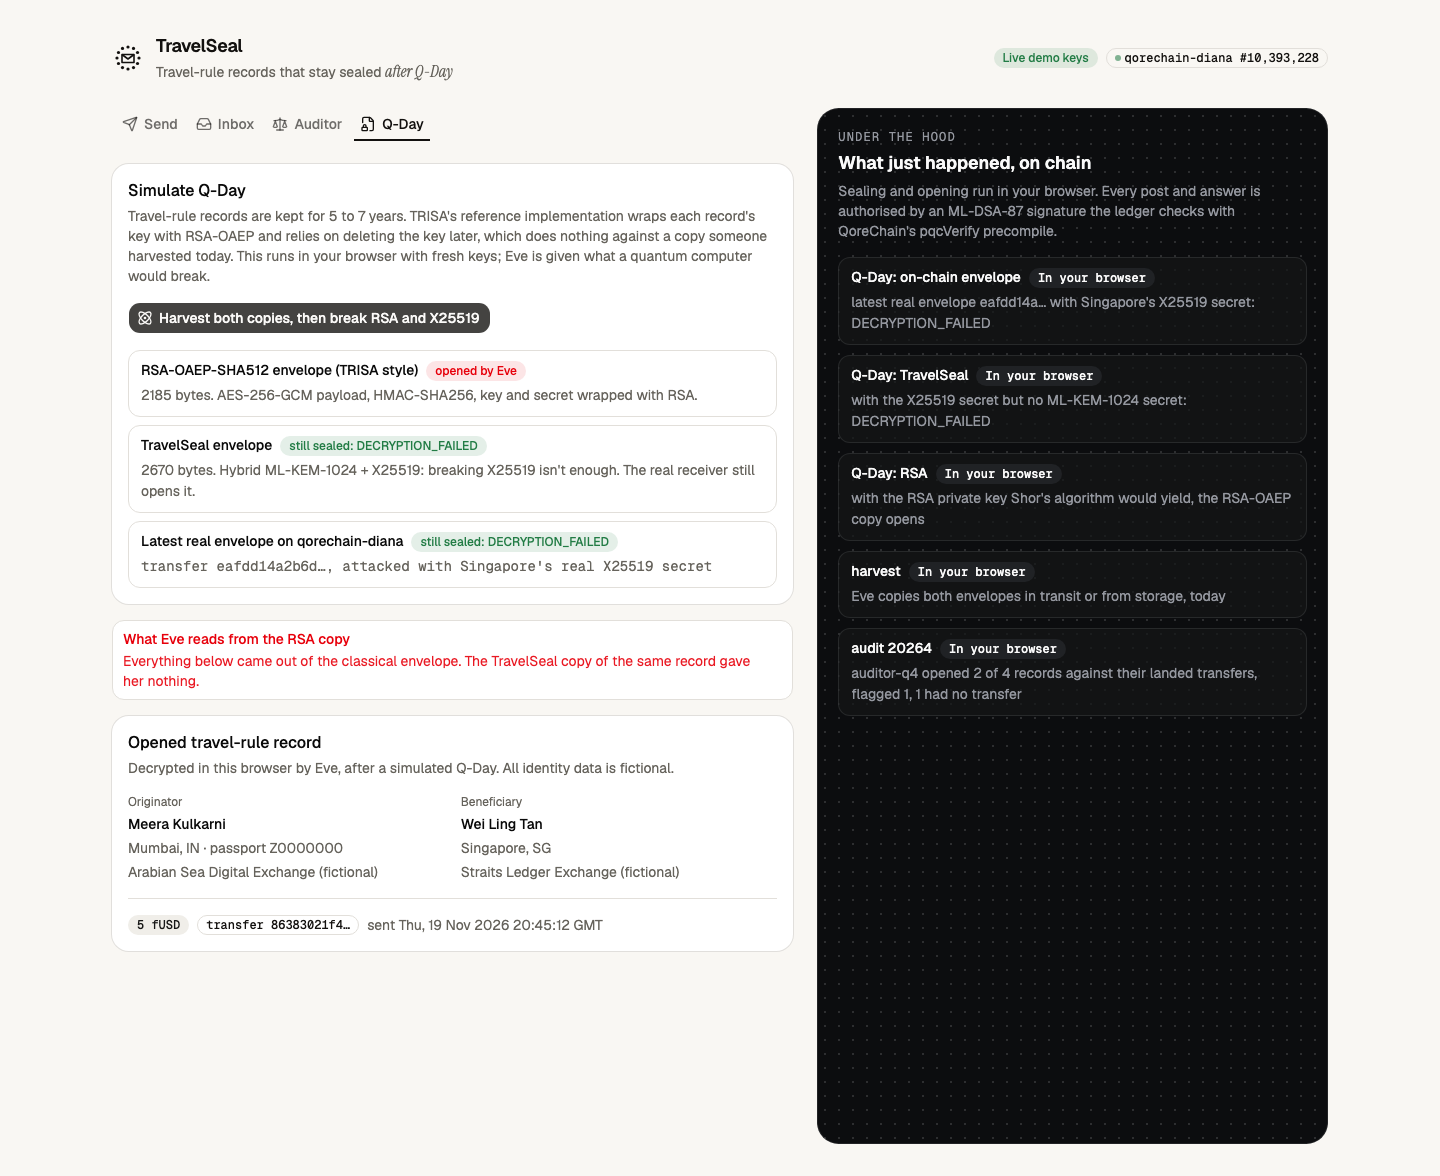 TravelSeal
Travel-rule records that stay sealed after Q-Day
Live demo keys
qorechain-diana #10,393,228
Send
Inbox
Auditor
Q-Day
Simulate Q-Day
Travel-rule records are kept for 5 to 7 years. TRISA's reference implementation wraps each record's
key with RSA-OAEP and relies on deleting the key later, which does nothing against a copy someone
harvested today. This runs in your browser with fresh keys; Eve is given what a quantum computer
would break.
Harvest both copies, then break RSA and X25519
RSA-OAEP-SHA512 envelope (TRISA style) opened by Eve
2185 bytes. AES-256-GCM payload, HMAC-SHA256, key and secret wrapped with RSA.
TravelSeal envelope still sealed: DECRYPTION_FAILED
2670 bytes. Hybrid ML-KEM-1024 + X25519: breaking X25519 isn't enough. The real receiver still
opens it.
Latest real envelope on qorechain-diana still sealed: DECRYPTION_FAILED
transfer eafdd14a2b6d…, attacked with Singapore's real X25519 secret
What Eve reads from the RSA copy
Everything below came out of the classical envelope. The TravelSeal copy of the same record gave
her nothing.
Opened travel-rule record
Decrypted in this browser by Eve, after a simulated Q-Day. All identity data is fictional.
Originator
Meera Kulkarni
Mumbai, IN · passport Z0000000
Arabian Sea Digital Exchange (fictional)
Beneficiary
Wei Ling Tan
Singapore, SG
Straits Ledger Exchange (fictional)
5 fUSD transfer 86383021f4… sent Thu, 19 Nov 2026 20:45:12 GMT
UNDER THE HOOD
What just happened, on chain
Sealing and opening run in your browser. Every post and answer is
authorised by an ML-DSA-87 signature the ledger checks with
QoreChain's pqcVerify precompile.
Q-Day: on-chain envelope In your browser
latest real envelope eafdd14a… with Singapore's X25519 secret:
DECRYPTION_FAILED
Q-Day: TravelSeal In your browser
with the X25519 secret but no ML-KEM-1024 secret:
DECRYPTION_FAILED
Q-Day: RSA In your browser
with the RSA private key Shor's algorithm would yield, the RSA-OAEP
copy opens
harvest In your browser
Eve copies both envelopes in transit or from storage, today
audit 20264 In your browser
auditor-q4 opened 2 of 4 records against their landed transfers,
flagged 1, 1 had no transfer